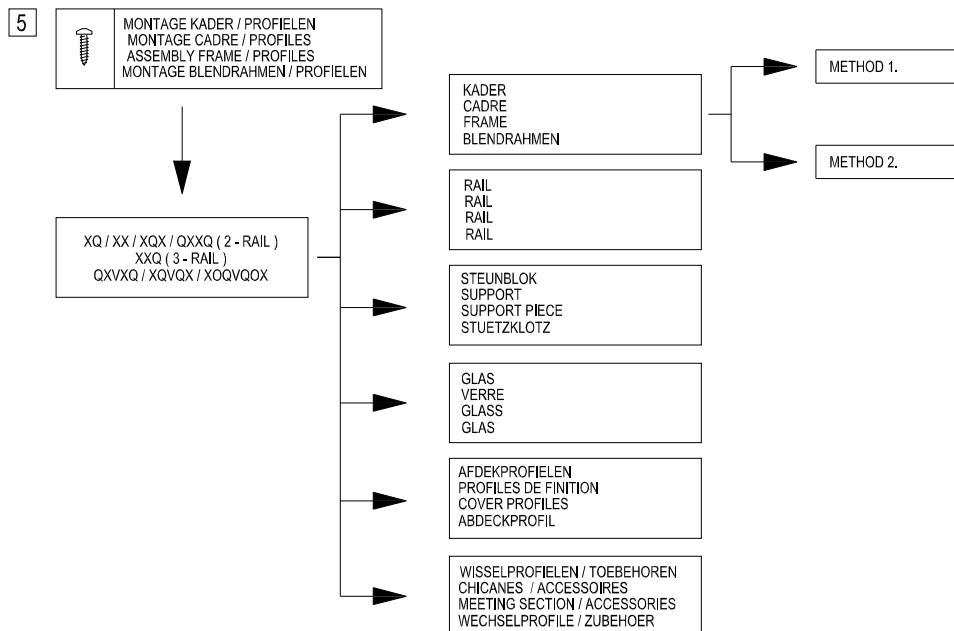 5
MONTAGE KADER / PROFIELEN
MONTAGE CADRE / PROFILES
ASSEMBLY FRAME / PROFILES
MONTAGE BLENDRAHMEN / PROFIELEN
XQ / XX / XQX / QXXQ ( 2 - RAIL )
XXQ ( 3 - RAIL )
QXVXQ / XQVQX / XOQVQOX
KADER
CADRE
FRAME
BLENDRAHMEN
METHOD 1.
METHOD 2.
RAIL
RAIL
RAIL
RAIL
STEUNBLOK
SUPPORT
SUPPORT PIECE
STUETZKLOTZ
GLAS
VERRE
GLASS
GLAS
AFDEKPROFIELEN
PROFILES DE FINITION
COVER PROFILES
ABDECKPROFIL
WISSELPROFIELEN / TOEBEHOREN
CHICANES / ACCESSOIRES
MEETING SECTION / ACCESSORIES
WECHSELPROFILE / ZUBEHOER